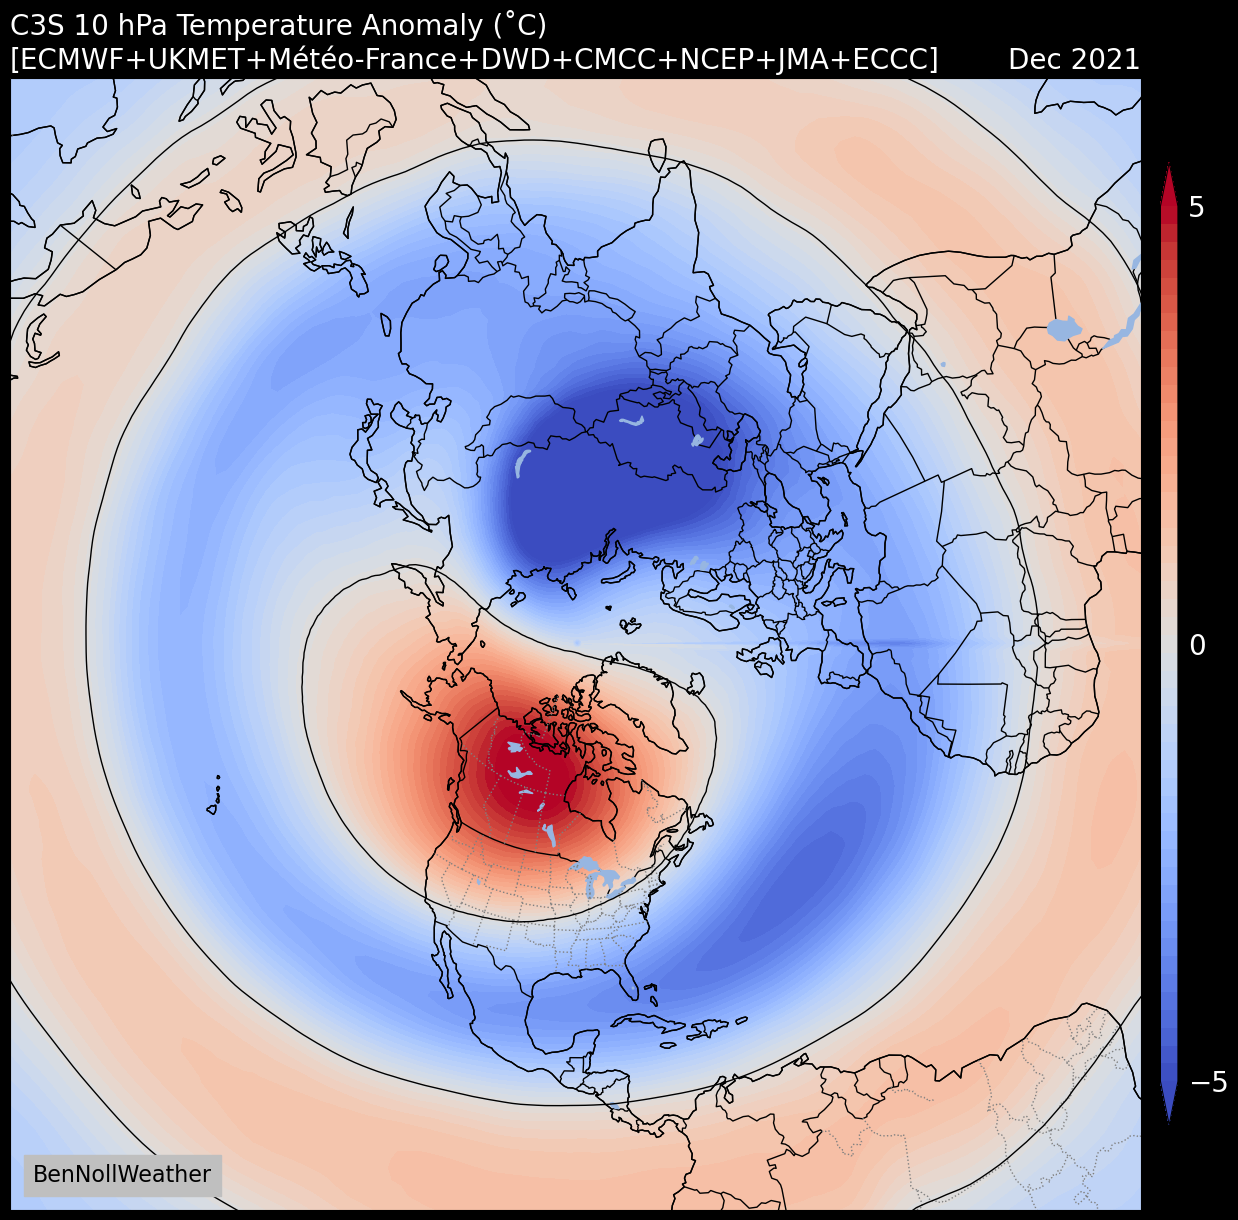 C3S 10 hPa Temperature Anomaly (˚C)
[ECMWF+UKMET+Météo-France+DWD+CMCC+NCEP+JMA+ECCC] Dec 2021
5
0
−5
BenNollWeather